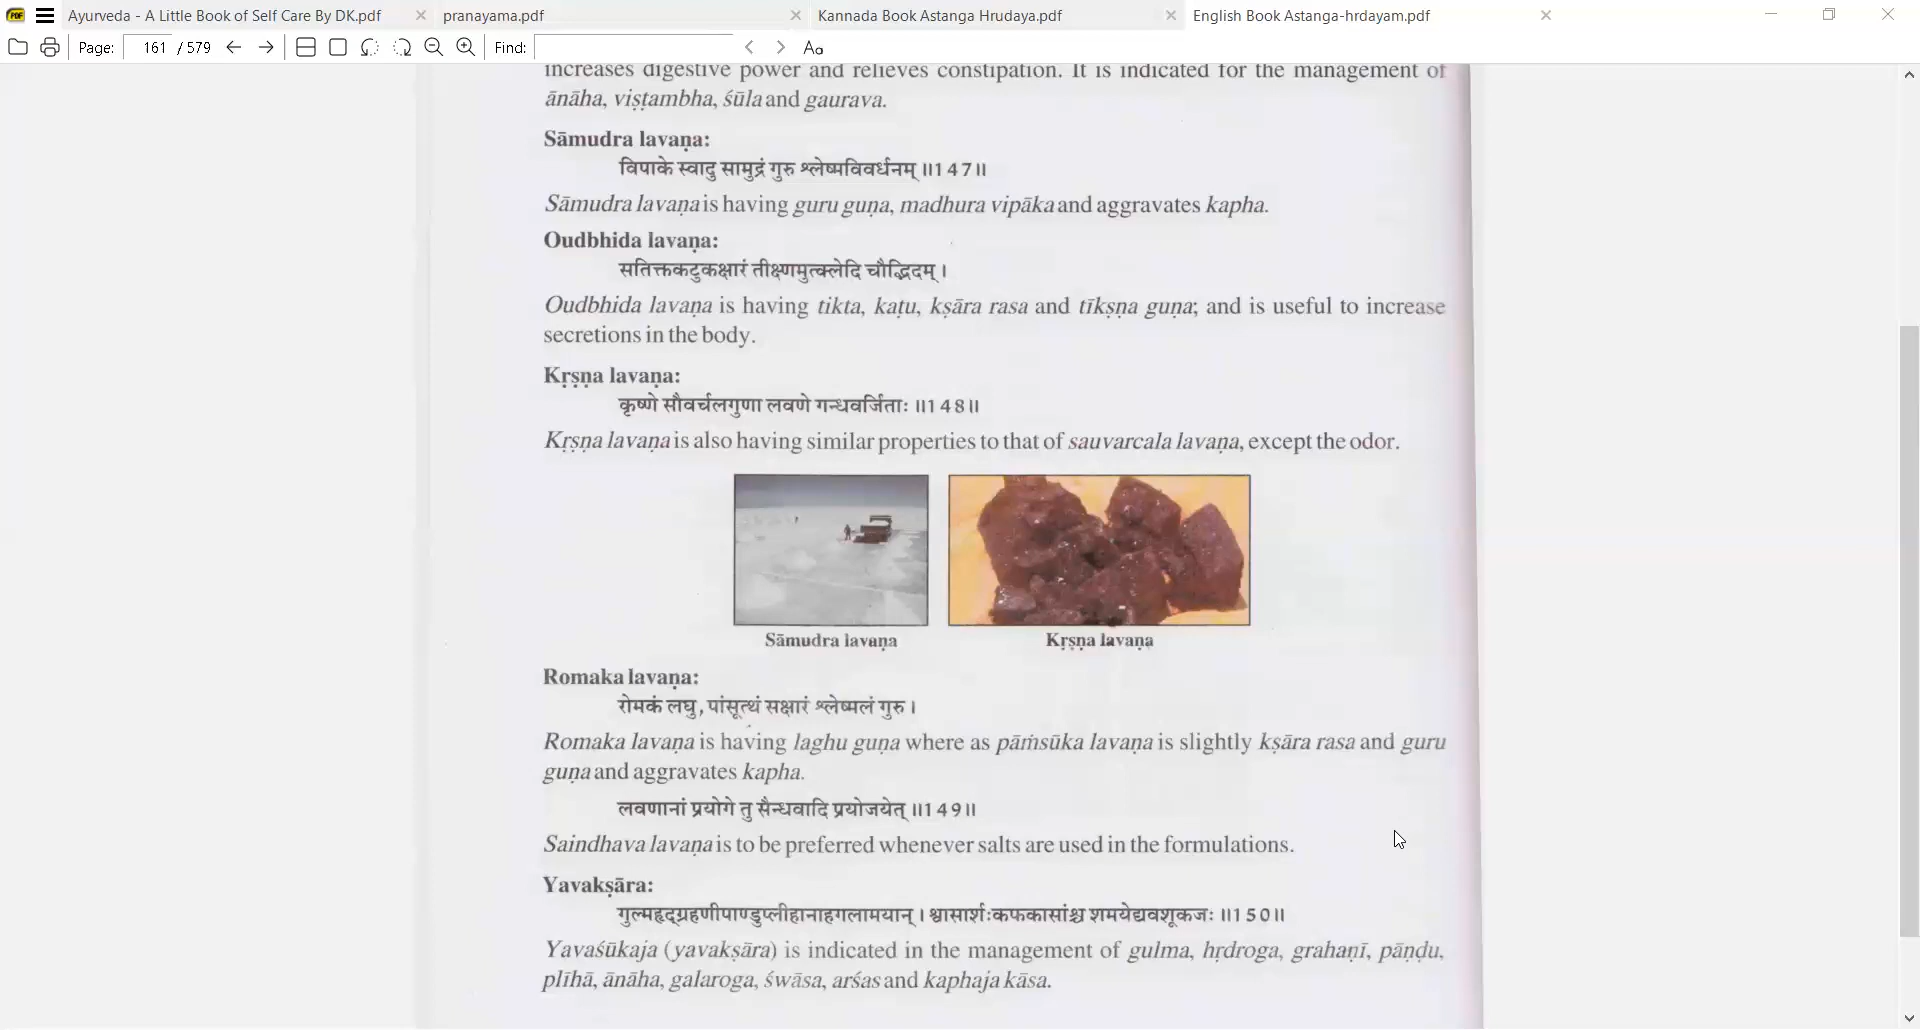 Ayurveda - A Little Book of Self Care By DK.pdf
pranayama.pdf
Kannada Book Astanga Hrudaya.pdf
English Book Astanga-hrdayam.pdf
Page: 161 / 579 Find:
increases digestive power and relieves constipation. It is indicated for the management of
ānāha, viṣṭambha, śūla and gaurava.
Sāmudra lavaṇa:
विपाके स्वादु सामुद्रं गुरु श्लेष्मविवर्धनम् ॥147॥
Sāmudra lavaṇa is having guru guṇa, madhura vipāka and aggravates kapha.
Oudbhida lavaṇa:
सतिक्तकटुकक्षारं तीक्ष्णमुत्क्लेदि चौद्भिदम् ।
Oudbhida lavaṇa is having tikta, kaṭu, kṣāra rasa and tīkṣṇa guṇa; and is useful to increase
secretions in the body.
Kṛṣṇa lavaṇa:
कृष्णे सौवर्चलगुणा लवणे गन्धवर्जिताः ॥148॥
Kṛṣṇa lavaṇa is also having similar properties to that of sauvarcala lavaṇa, except the odor.
Sāmudra lavaṇa
Kṛṣṇa lavaṇa
Romaka lavaṇa:
रोमकं लघु, पांसूत्थं सक्षारं श्लेष्मलं गुरु ।
Romaka lavaṇa is having laghu guṇa where as pāṁsūka lavaṇa is slightly kṣāra rasa and guru
guṇa and aggravates kapha.
लवणानां प्रयोगे तु सैन्धवादि प्रयोजयेत् ॥149॥
Saindhava lavaṇa is to be preferred whenever salts are used in the formulations.
Yavakṣāra:
गुल्महृद्ग्रहणीपाण्डुप्लीहानाहगलामयान् । श्वासार्शःकफकासांश्च शमयेद्यवशूकजः ॥150॥
Yavaśūkaja (yavakṣāra) is indicated in the management of gulma, hṛdroga, grahaṇī, pāṇḍu,
plīhā, ānāha, galaroga, śwāsa, arśas and kaphaja kāsa.